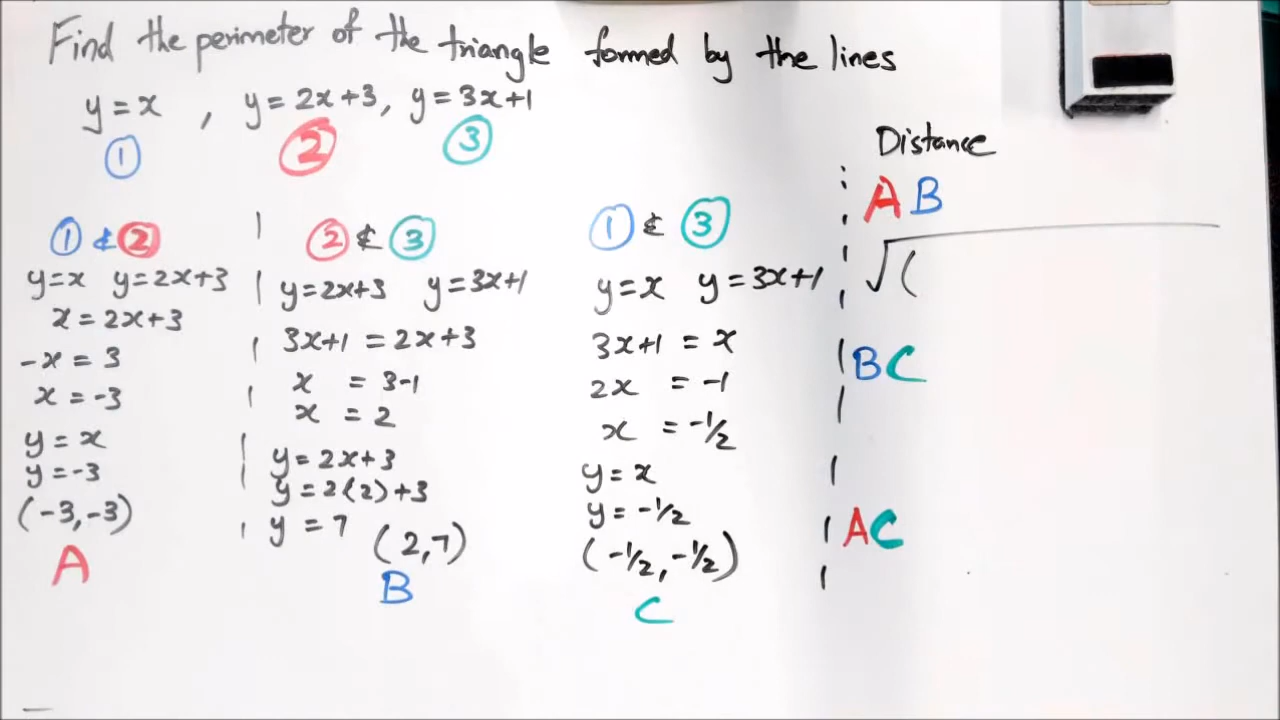 Find the perimeter of the triangle formed by the lines
y = x , y = 2x+3, y = 3x+1
1 2 3
1 & 2
y=x y=2x+3
x = 2x+3
-x = 3
x = -3
y = x
y = -3
(-3,-3)
A
2 & 3
y=2x+3 y=3x+1
3x+1 = 2x+3
x = 3-1
x = 2
y = 2x+3
y = 2(2)+3
y = 7 (2,7)
B
1 & 3
y=x y=3x+1
3x+1 = x
2x = -1
x = -1/2
y = x
y = -1/2
(-1/2, -1/2)
C
Distance
AB
√(
BC
AC